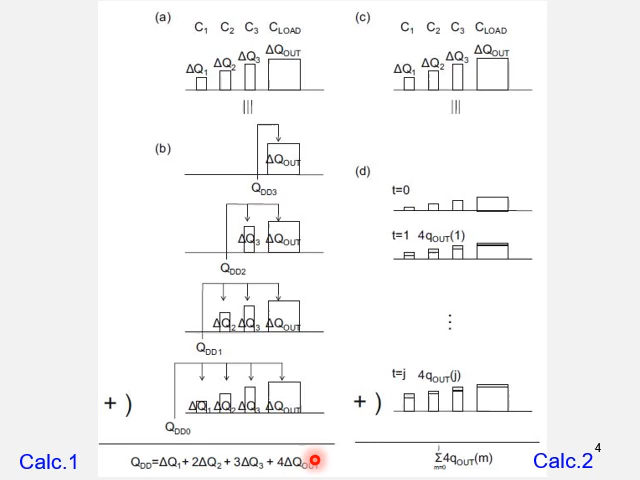 (a)
C1 C2 C3 CLOAD
ΔQ1 ΔQ2 ΔQ3 ΔQOUT
(b)
ΔQOUT
QDD3
ΔQ3 ΔQOUT
QDD2
ΔQ2 ΔQ3 ΔQOUT
QDD1
+ )
ΔQ1 ΔQ2 ΔQ3 ΔQOUT
QDD0
QDD=ΔQ1+ 2ΔQ2 + 3ΔQ3 + 4ΔQOUT
Calc.1
(c)
C1 C2 C3 CLOAD
ΔQ1 ΔQ2 ΔQ3 ΔQOUT
(d)
t=0
t=1 4qOUT(1)
⋮
t=j 4qOUT(j)
+ )
j
Σ4qOUT(m)
m=0
Calc.2
4